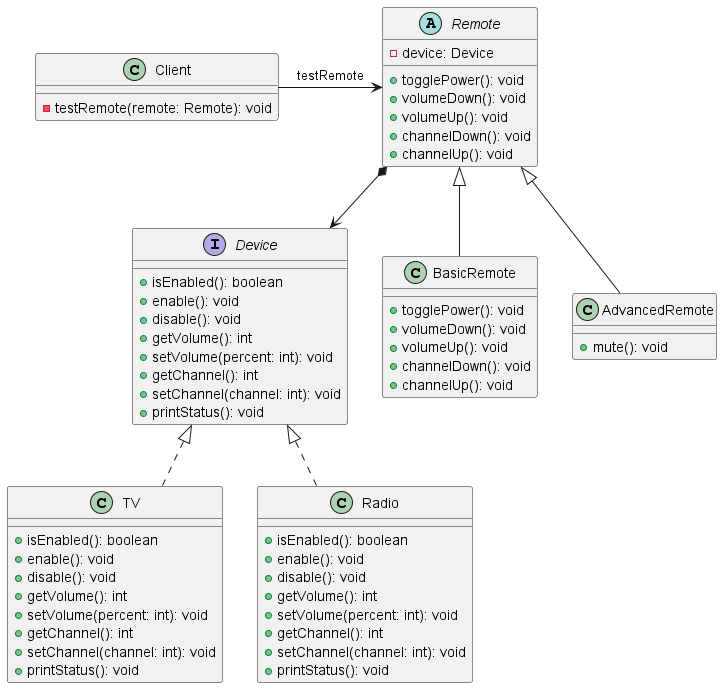 A Remote
device: Device
togglePower(): void
volumeDown(): void
volumeUp(): void
channelDown(): void
channelUp(): void
C Client
testRemote(remote: Remote): void
testRemote
I Device
isEnabled(): boolean
enable(): void
disable(): void
getVolume(): int
setVolume(percent: int): void
getChannel(): int
setChannel(channel: int): void
printStatus(): void
C BasicRemote
togglePower(): void
volumeDown(): void
volumeUp(): void
channelDown(): void
channelUp(): void
C AdvancedRemote
mute(): void
C TV
isEnabled(): boolean
enable(): void
disable(): void
getVolume(): int
setVolume(percent: int): void
getChannel(): int
setChannel(channel: int): void
printStatus(): void
C Radio
isEnabled(): boolean
enable(): void
disable(): void
getVolume(): int
setVolume(percent: int): void
getChannel(): int
setChannel(channel: int): void
printStatus(): void